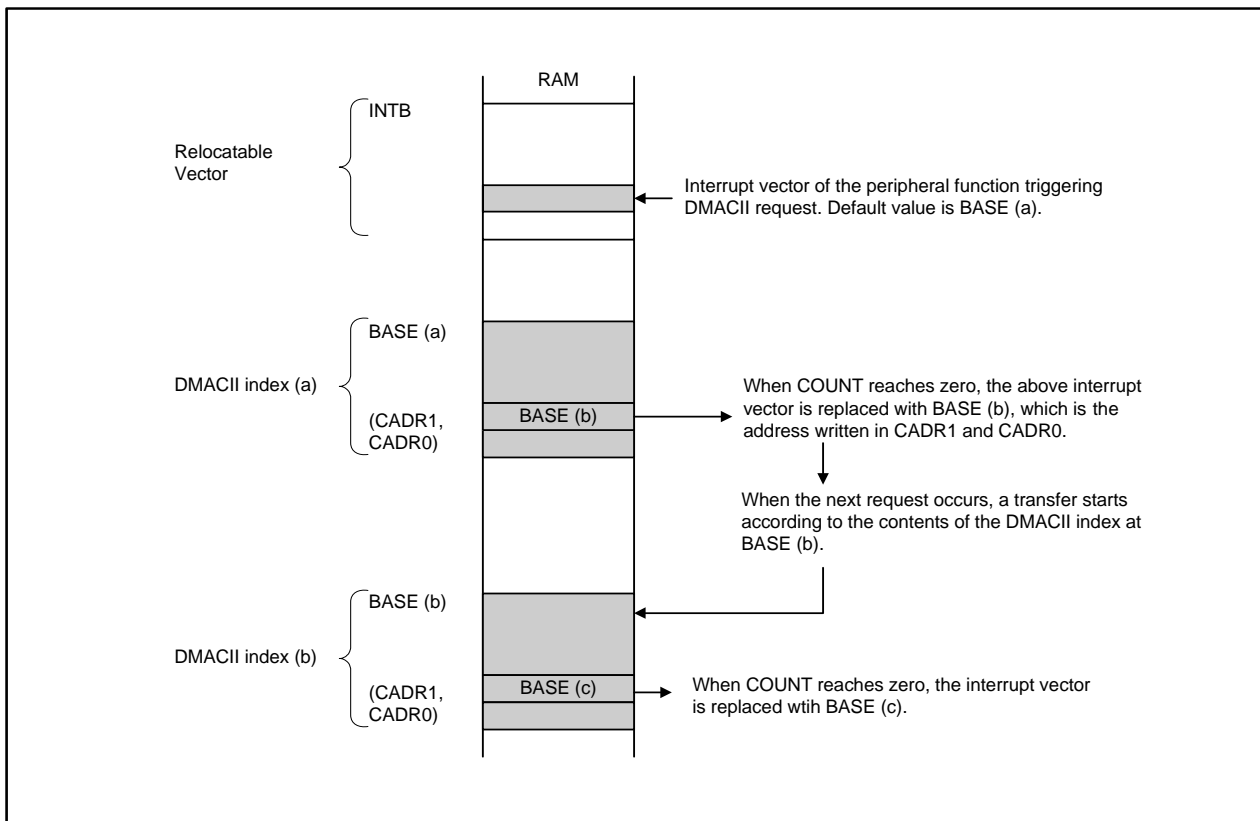 RAM
INTB
Relocatable
Vector
Interrupt vector of the peripheral function triggering
DMACII request. Default value is BASE (a).
BASE (a)
DMACII index (a)
(CADR1,
CADR0)
BASE (b)
When COUNT reaches zero, the above interrupt
vector is replaced with BASE (b), which is the
address written in CADR1 and CADR0.
When the next request occurs, a transfer starts
according to the contents of the DMACII index at
BASE (b).
BASE (b)
DMACII index (b)
(CADR1,
CADR0)
BASE (c)
When COUNT reaches zero, the interrupt vector
is replaced wtih BASE (c).